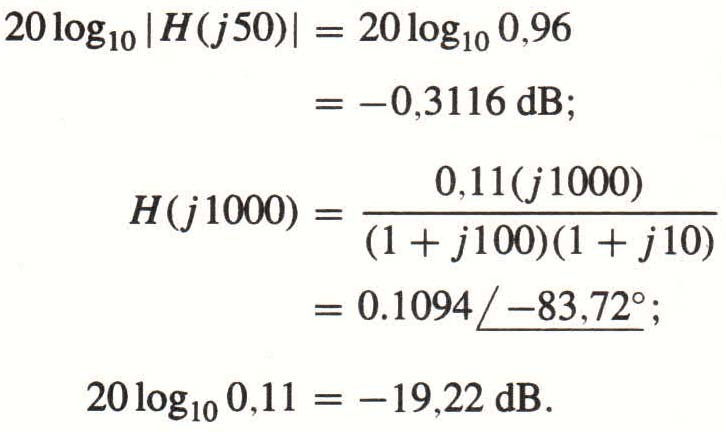 20 log₁₀ |H(j50)| = 20 log₁₀ 0,96
= −0,3116 dB;
H(j1000) = 0,11(j1000) / (1 + j100)(1 + j10)
= 0.1094 ∕−83,72°;
20 log₁₀ 0,11 = −19,22 dB.